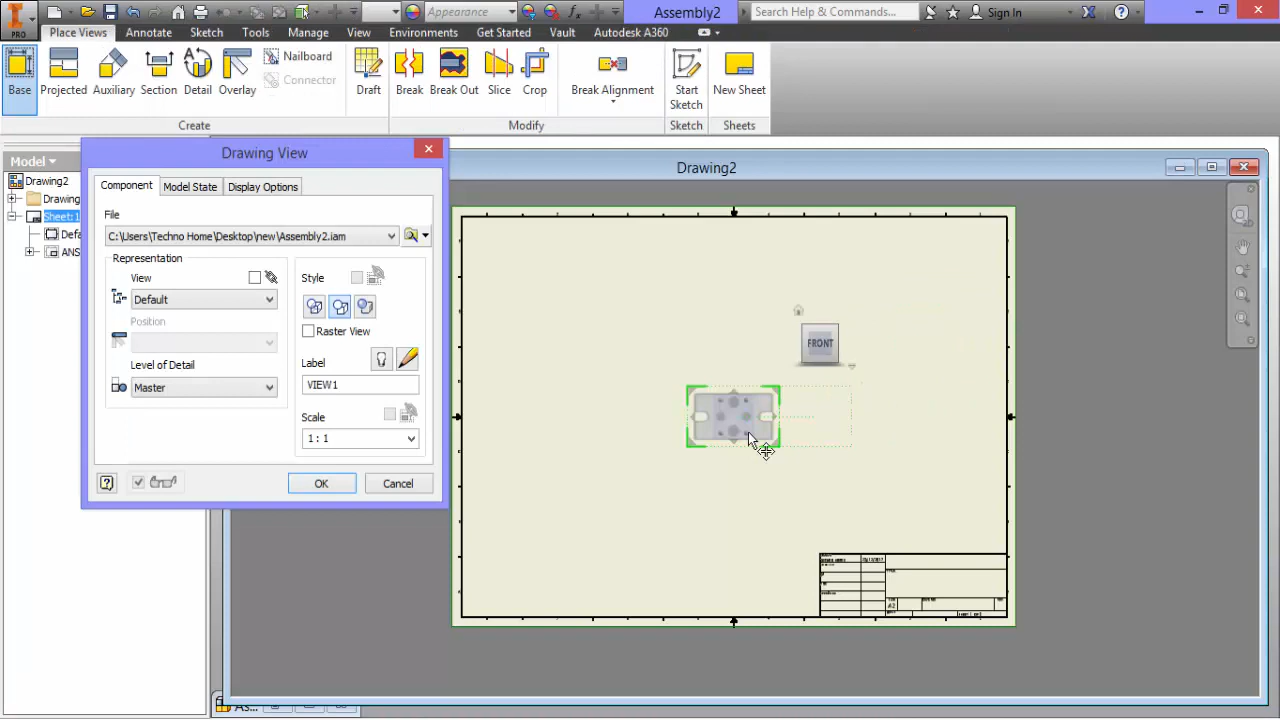 Appearance
Assembly2
Search Help & Commands...
Sign In
PRO
Place Views
Annotate
Sketch
Tools
Manage
View
Environments
Get Started
Vault
Autodesk A360
Base
Projected
Auxiliary
Section
Detail
Overlay
Nailboard
Connector
Draft
Break
Break Out
Slice
Crop
Break Alignment
Start
Sketch
New Sheet
Create
Modify
Sketch
Sheets
Model
Drawing2
Drawing
Sheet:1
Defa
ANS
Drawing View
Component
Model State
Display Options
File
C:\Users\Techno Home\Desktop\new\Assembly2.iam
Representation
View
Default
Position
Level of Detail
Master
Style
Raster View
Label
VIEW1
Scale
1 : 1
OK
Cancel
Drawing2
FRONT
A2
2D
As...